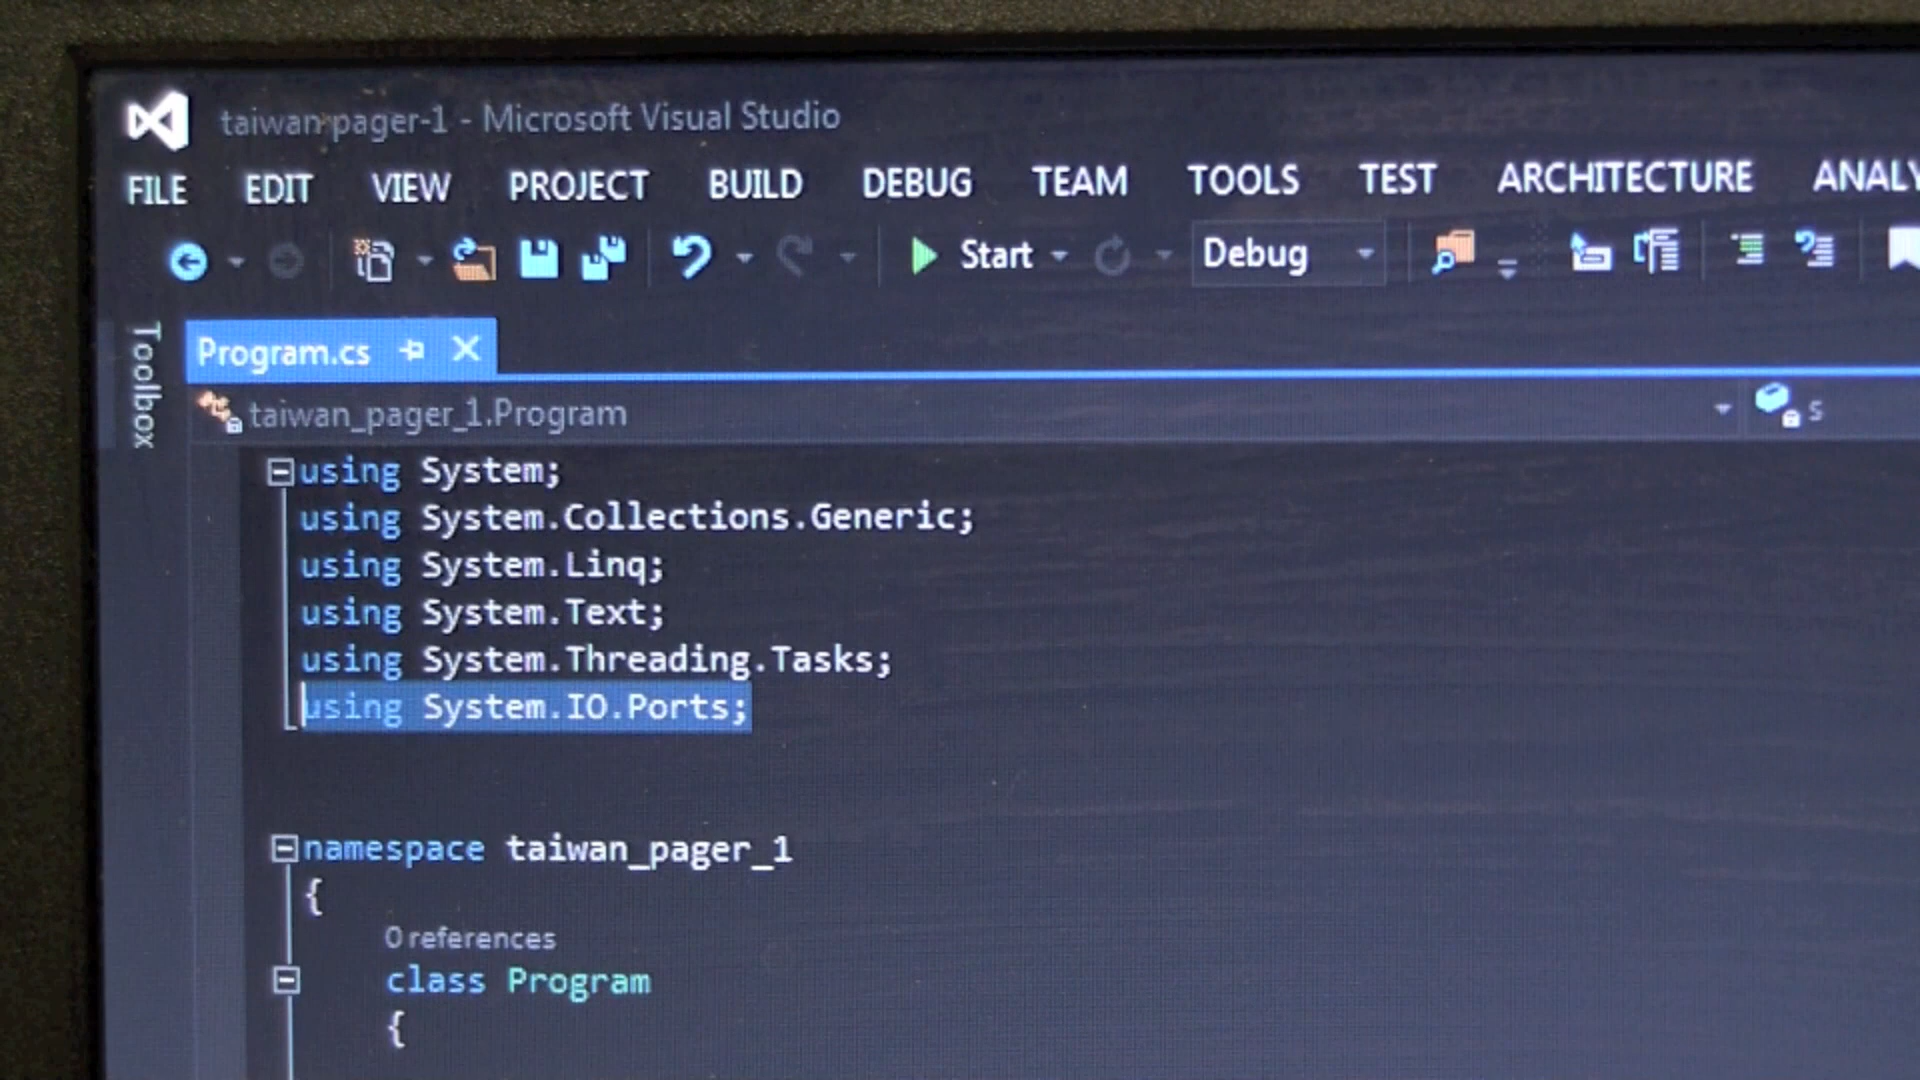 taiwan pager-1 - Microsoft Visual Studio
FILE EDIT VIEW PROJECT BUILD DEBUG TEAM TOOLS TEST ARCHITECTURE ANALY
Start Debug
Toolbox
Program.cs
taiwan_pager_1.Program s
using System;
using System.Collections.Generic;
using System.Linq;
using System.Text;
using System.Threading.Tasks;
using System.IO.Ports;
namespace taiwan_pager_1
{
0 references
class Program
{